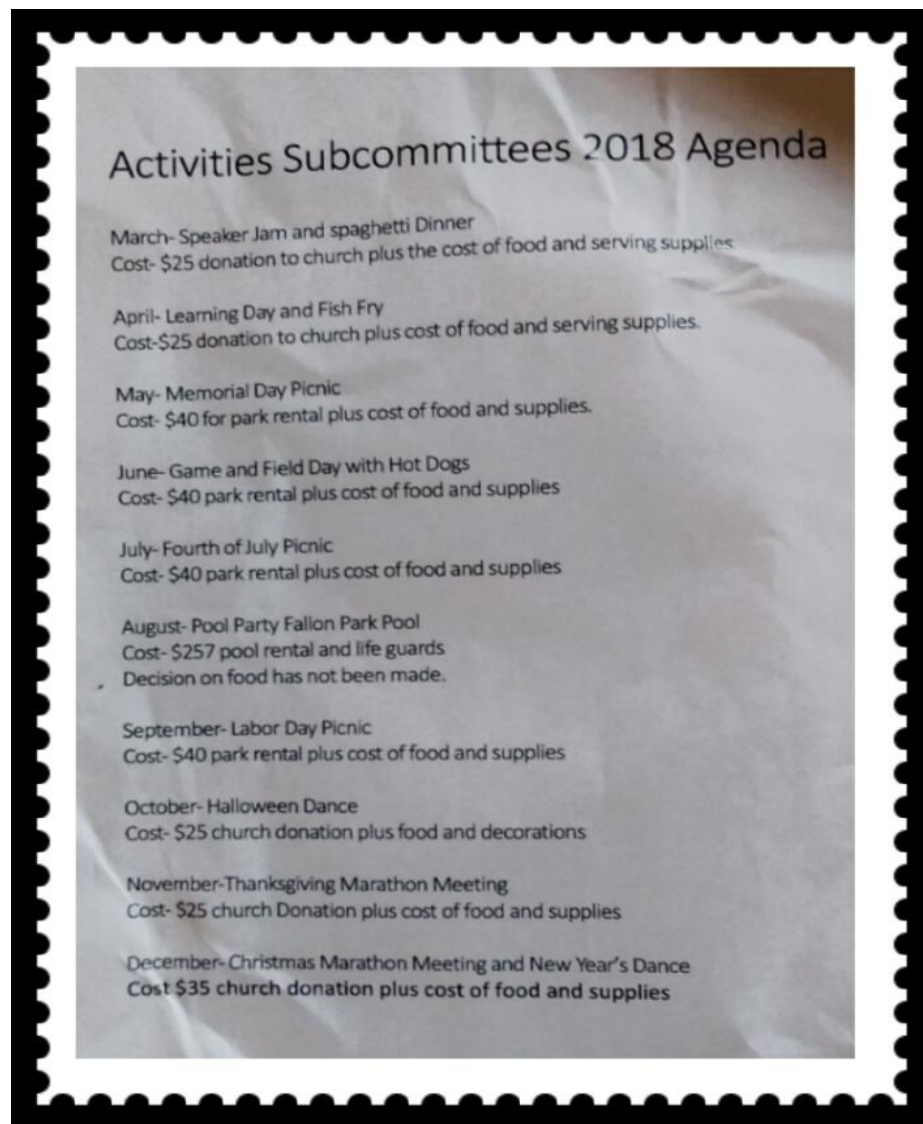 Activities Subcommittees 2018 Agenda
March- Speaker Jam and spaghetti Dinner
Cost- $25 donation to church plus the cost of food and serving supplies.
April- Learning Day and Fish Fry
Cost-$25 donation to church plus cost of food and serving supplies.
May- Memorial Day Picnic
Cost- $40 for park rental plus cost of food and supplies.
June- Game and Field Day with Hot Dogs
Cost- $40 park rental plus cost of food and supplies
July- Fourth of July Picnic
Cost- $40 park rental plus cost of food and supplies
August- Pool Party Fallon Park Pool
Cost- $257 pool rental and life guards
Decision on food has not been made.
September- Labor Day Picnic
Cost- $40 park rental plus cost of food and supplies
October- Halloween Dance
Cost- $25 church donation plus food and decorations
November-Thanksgiving Marathon Meeting
Cost- $25 church Donation plus cost of food and supplies
December- Christmas Marathon Meeting and New Year's Dance
Cost $35 church donation plus cost of food and supplies